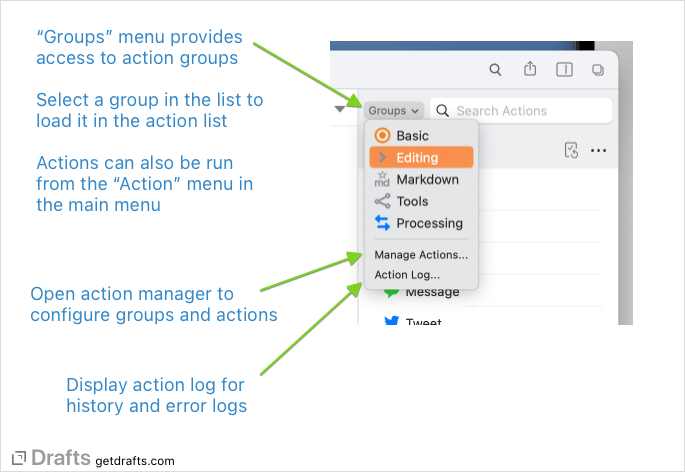 “Groups” menu provides
access to action groups
Select a group in the list to
load it in the action list
Actions can also be run
from the “Action” menu in
the main menu
Open action manager to
configure groups and actions
Display action log for
history and error logs
Groups
Search Actions
Basic
Editing
md
Markdown
Tools
Processing
Manage Actions...
Action Log...
Message
Tweet
Drafts getdrafts.com